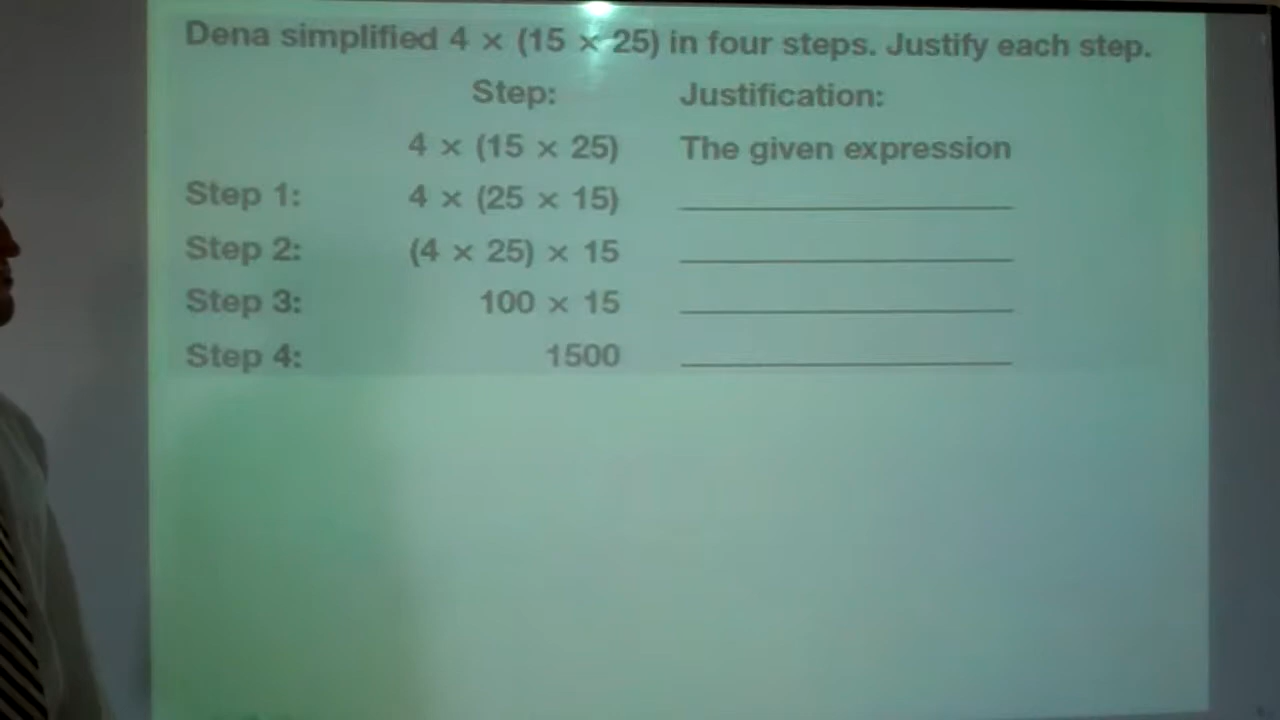 Dena simplified 4 × (15 × 25) in four steps. Justify each step.
Step: Justification:
4 × (15 × 25) The given expression
Step 1: 4 × (25 × 15)
Step 2: (4 × 25) × 15
Step 3: 100 × 15
Step 4: 1500